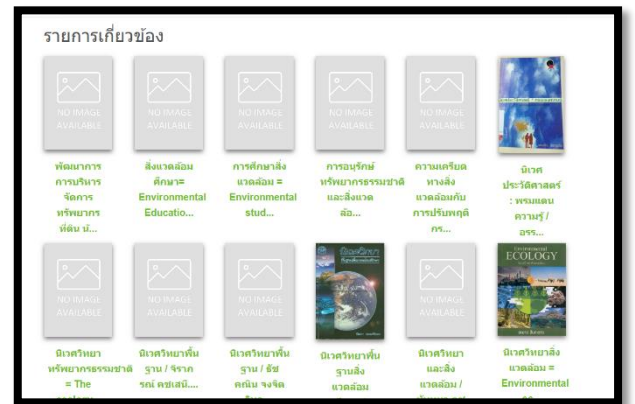 รายการเกี่ยวข้อง
NO IMAGE
AVAILABLE
NO IMAGE
AVAILABLE
NO IMAGE
AVAILABLE
NO IMAGE
AVAILABLE
NO IMAGE
AVAILABLE
พัฒนาการ
การบริหาร
จัดการ
ทรัพยากร
ที่ดิน น้...
สิ่งแวดล้อม
ศึกษา=
Environmental
Educatio...
การศึกษาสิ่ง
แวดล้อม =
Environmental
stud...
การอนุรักษ์
ทรัพยากรธรรมชาติ
และสิ่งแวด
ล้อ...
ความเครียด
ทางสิ่ง
แวดล้อมกับ
การปรับพฤติ
กร...
นิเวศ
ประวัติศาสตร์
: พรมแดน
ความรู้ /
อรร...
NO IMAGE
AVAILABLE
NO IMAGE
AVAILABLE
NO IMAGE
AVAILABLE
นิเวศวิทยา
NO IMAGE
AVAILABLE
ECOLOGY
นิเวศวิทยา
ทรัพยากรธรรมชาติ
= The
นิเวศวิทยาพื้น
ฐาน / จิราภ
รณ์ คชเสนี....
นิเวศวิทยาพื้น
ฐาน / ธัช
คณิน จงจิต
นิเวศวิทยาพื้น
ฐานสิ่ง
แวดล้อม
นิเวศวิทยา
และสิ่ง
แวดล้อม /
นิเวศวิทยาสิ่ง
แวดล้อม =
Environmental